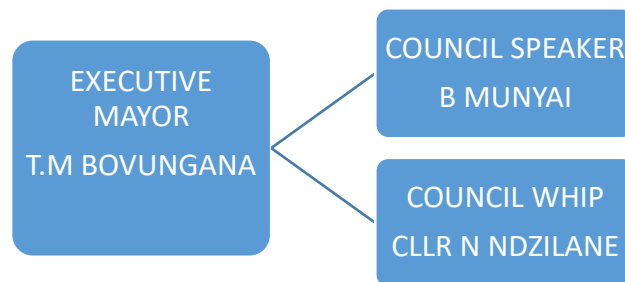 EXECUTIVE
MAYOR
T.M BOVUNGANA
COUNCIL SPEAKER
B MUNYAI
COUNCIL WHIP
CLLR N NDZILANE